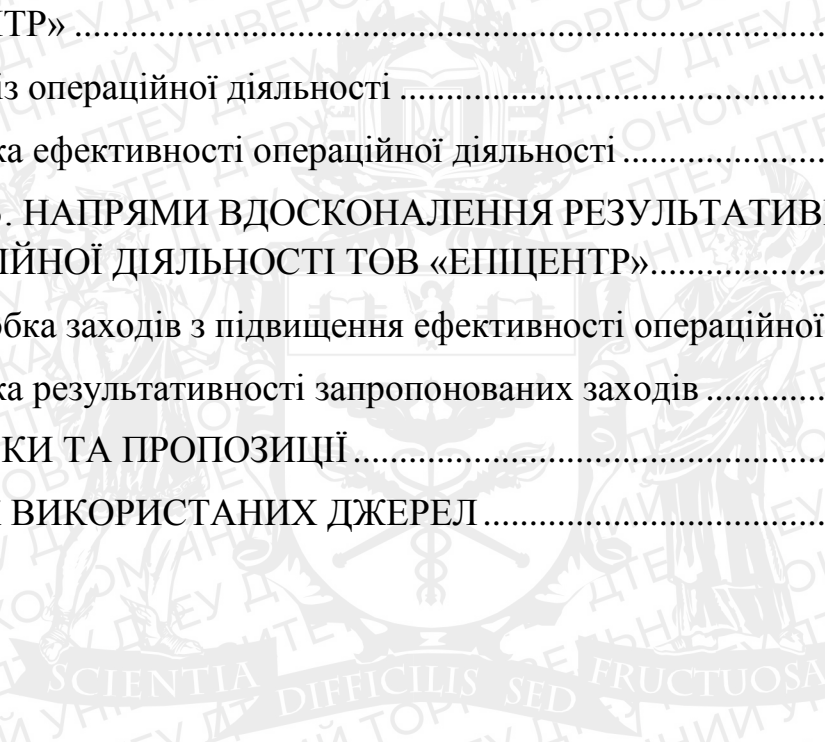 ТР» ........................................................................................
із операційної діяльності ........................................................
ка ефективності операційної діяльності ...........................
. НАПРЯМИ ВДОСКОНАЛЕННЯ РЕЗУЛЬТАТИВ
ІЙНОЇ ДІЯЛЬНОСТІ ТОВ «ЕПІЦЕНТР»......................
бка заходів з підвищення ефективності операційної
ка результативності запропонованих заходів ...............
КИ ТА ПРОПОЗИЦІЇ .............................................................
ВИКОРИСТАНИХ ДЖЕРЕЛ ............................................
SCIENTIA DIFFICILIS SED FRUCTUOSA